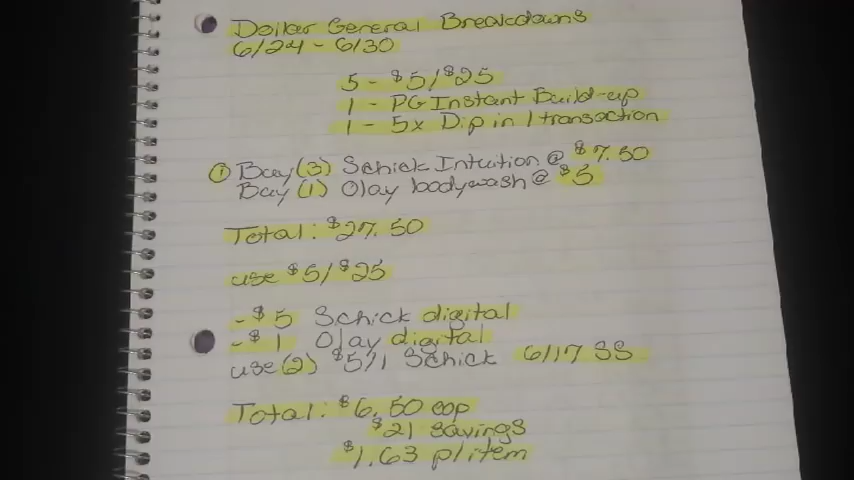 Dollar General Breakdowns
6/24 - 6/30
5 - $5/$25
1 - PG Instant Build-up
1 - 5x Dip in 1 transaction
① Buy (3) Schick Intuition @ $7.50
Buy (1) Olay bodywash @ $5
Total: $27.50
use $5/$25
-$5 Schick digital
-$1 Olay digital
use (2) $5/1 Schick 6/17 SS
Total: $6.50 oop
$21 savings
$1.63 p/item